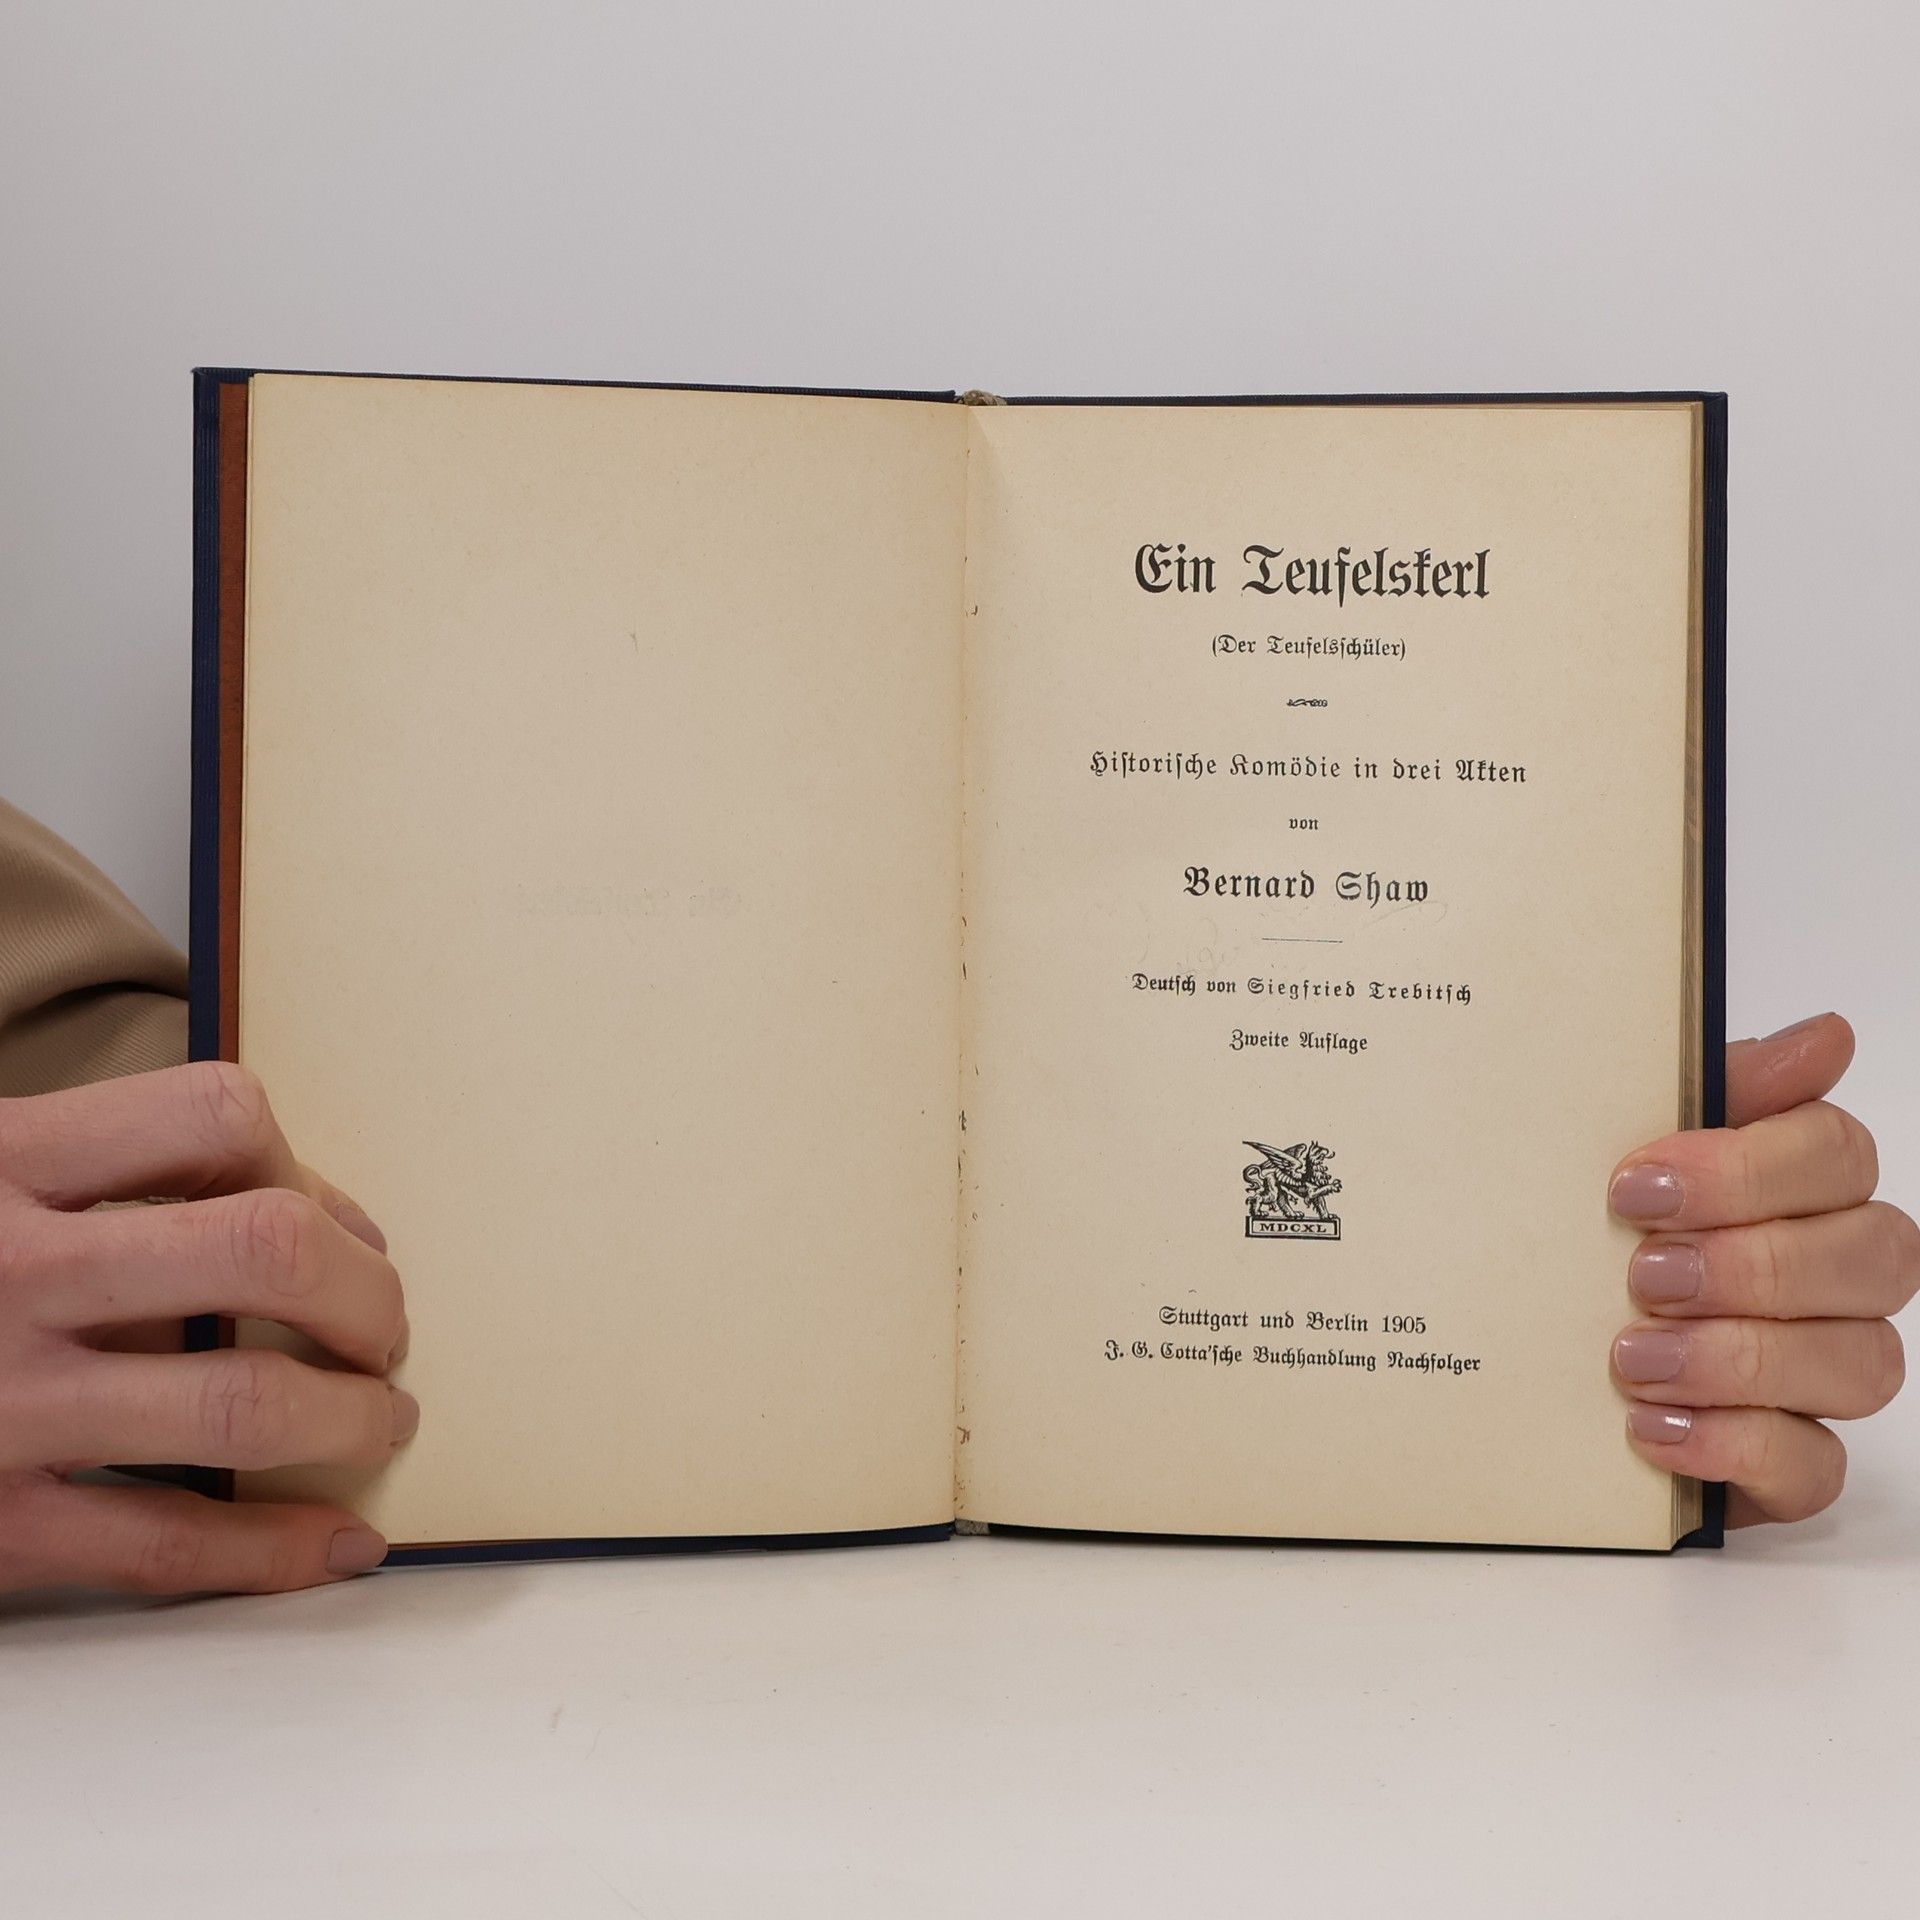 Ein Teufelskerl
(Der Teufelsschüler)
Historische Komödie in drei Akten
von
Bernard Shaw
Deutsch von Siegfried Trebitsch
Zweite Auflage
MDCXL
Stuttgart und Berlin 1905
J. G. Cotta'sche Buchhandlung Nachfolger